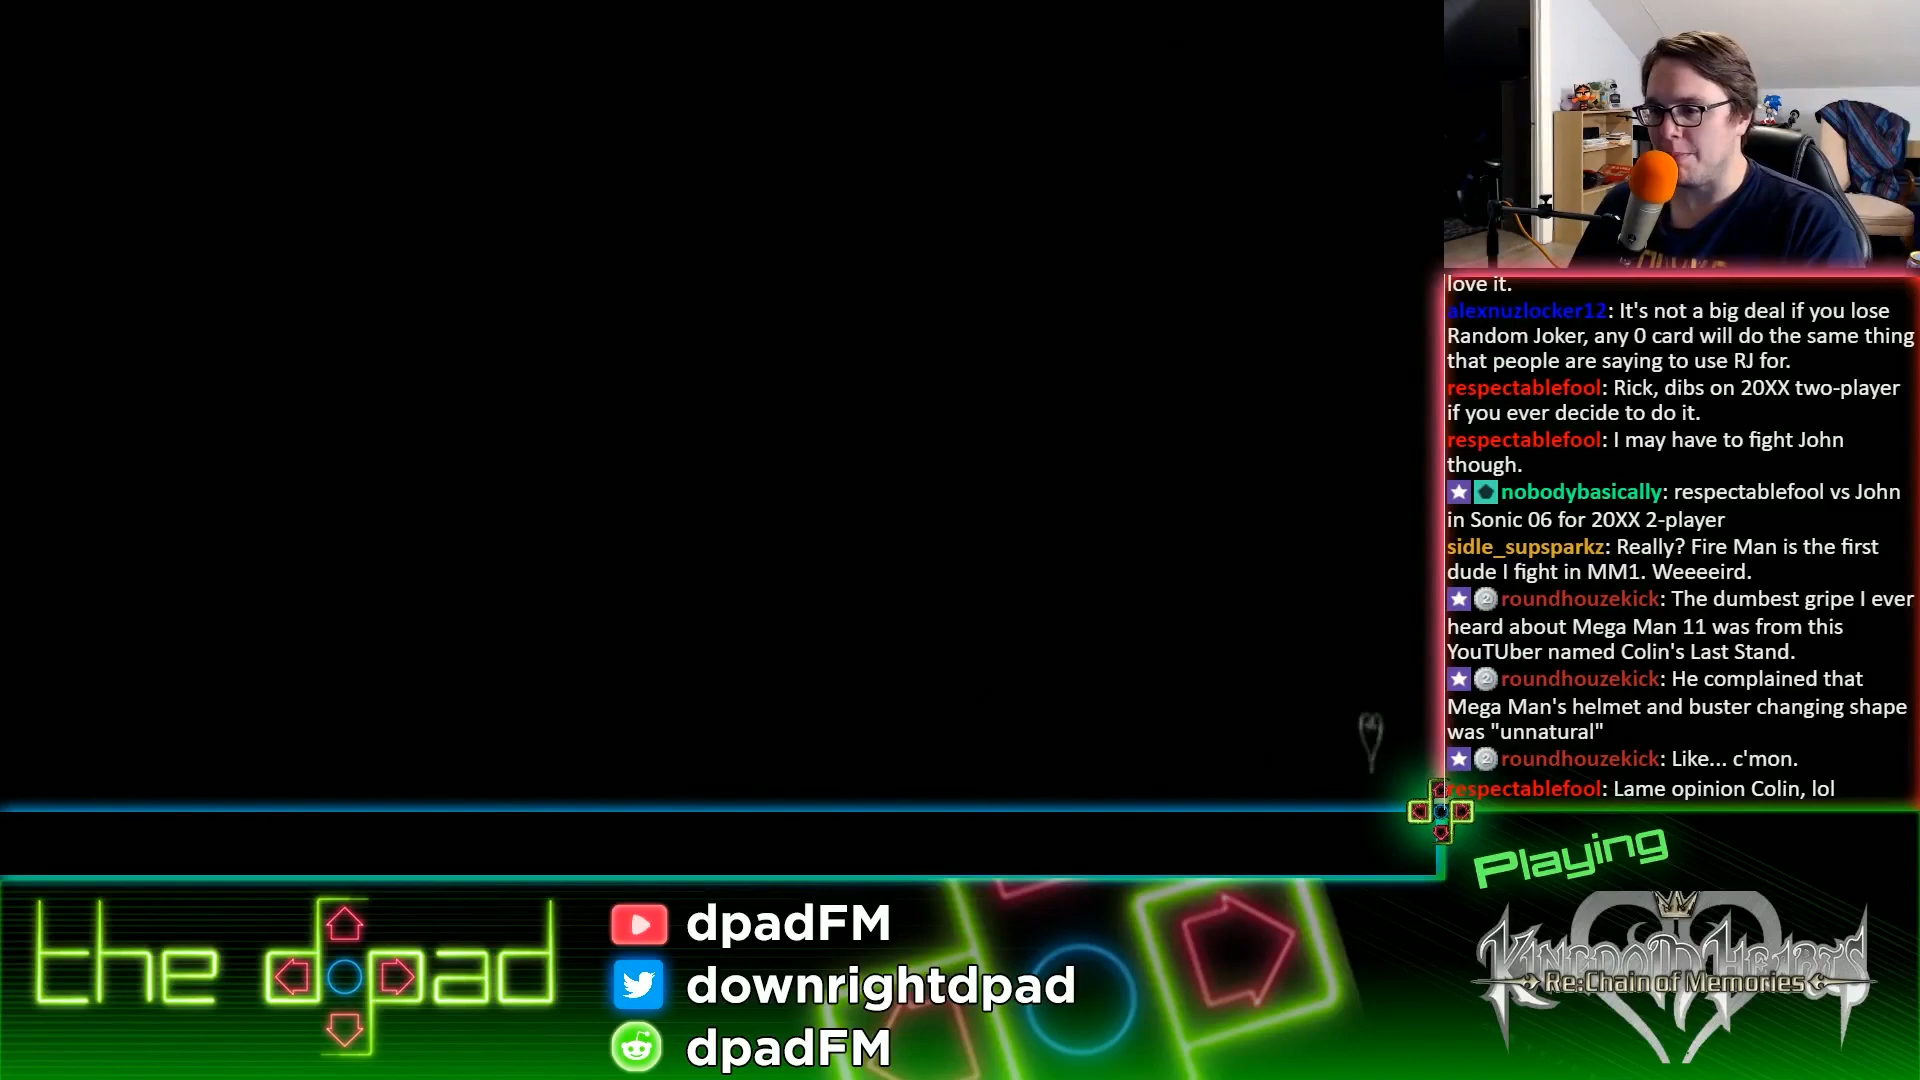 love it.
alexnuzlocker12: It's not a big deal if you lose
Random Joker, any 0 card will do the same thing
that people are saying to use RJ for.
respectablefool: Rick, dibs on 20XX two-player
if you ever decide to do it.
respectablefool: I may have to fight John
though.
nobodybasically: respectablefool vs John
in Sonic 06 for 20XX 2-player
sidle_supsparkz: Really? Fire Man is the first
dude I fight in MM1. Weeeeird.
2 roundhouzekick: The dumbest gripe I ever
heard about Mega Man 11 was from this
YouTUber named Colin's Last Stand.
2 roundhouzekick: He complained that
Mega Man's helmet and buster changing shape
was "unnatural"
2 roundhouzekick: Like... c'mon.
respectablefool: Lame opinion Colin, lol
Playing
KINGDOM HEARTS
Re:Chain of Memories
the dpad
dpadFM
downrightdpad
dpadFM